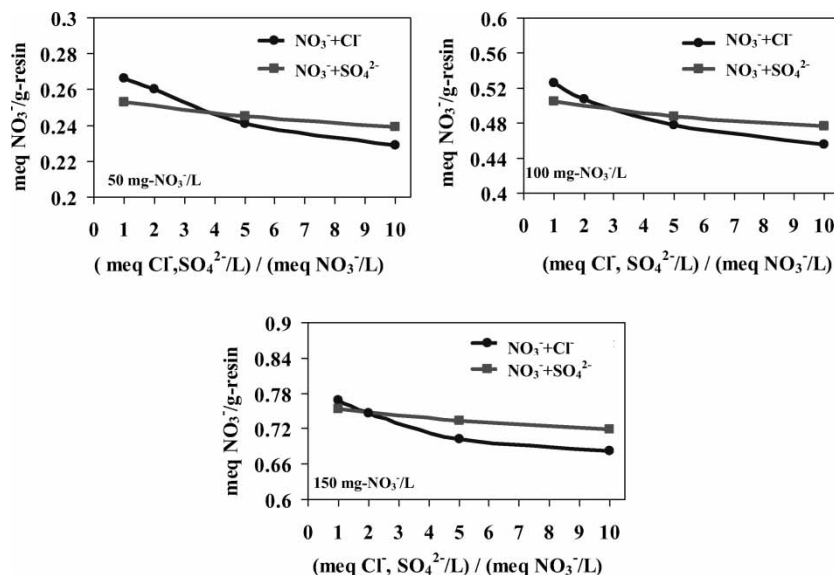 0.3
0.28
0.26
0.24
0.22
0.2
meq NO₃⁻/g-resin
NO₃⁻+Cl⁻
NO₃⁻+SO₄²⁻
50 mg-NO₃⁻/L
0 1 2 3 4 5 6 7 8 9 10
( meq Cl⁻,SO₄²⁻/L) / (meq NO₃⁻/L)
0.6
0.56
0.52
0.48
0.44
0.4
meq NO₃⁻/g-resin
NO₃⁻+Cl⁻
NO₃⁻+SO₄²⁻
100 mg-NO₃⁻/L
0 1 2 3 4 5 6 7 8 9 10
(meq Cl⁻, SO₄²⁻/L) / (meq NO₃⁻/L)
0.9
0.84
0.78
0.72
0.66
0.6
meq NO₃⁻/g-resin
NO₃⁻+Cl⁻
NO₃⁻+SO₄²⁻
150 mg-NO₃⁻/L
0 1 2 3 4 5 6 7 8 9 10
(meq Cl⁻, SO₄²⁻/L) / (meq NO₃⁻/L)